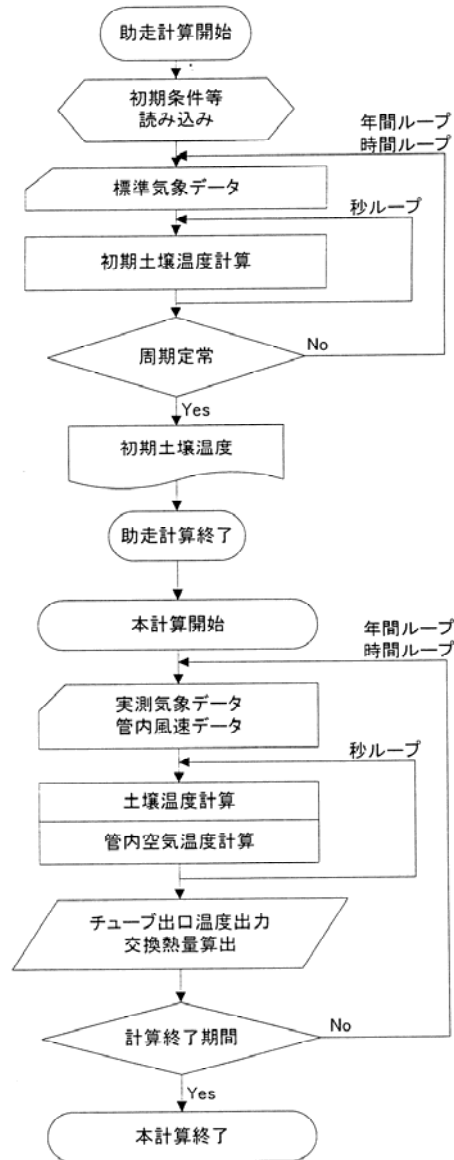 助走計算開始
初期条件等
読み込み
年間ループ
時間ループ
標準気象データ
秒ループ
初期土壌温度計算
周期定常
No
Yes
初期土壌温度
助走計算終了
本計算開始
年間ループ
時間ループ
実測気象データ
管内風速データ
秒ループ
土壌温度計算
管内空気温度計算
チューブ出口温度出力
交換熱量算出
計算終了期間
No
Yes
本計算終了